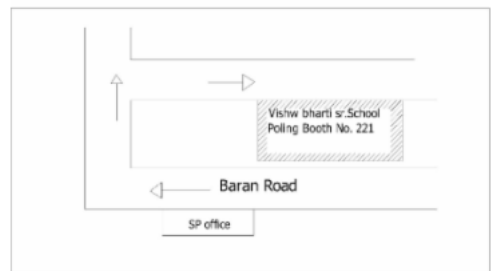 Vishw bharti sr.School
Poling Booth No. 221
Baran Road
SP office